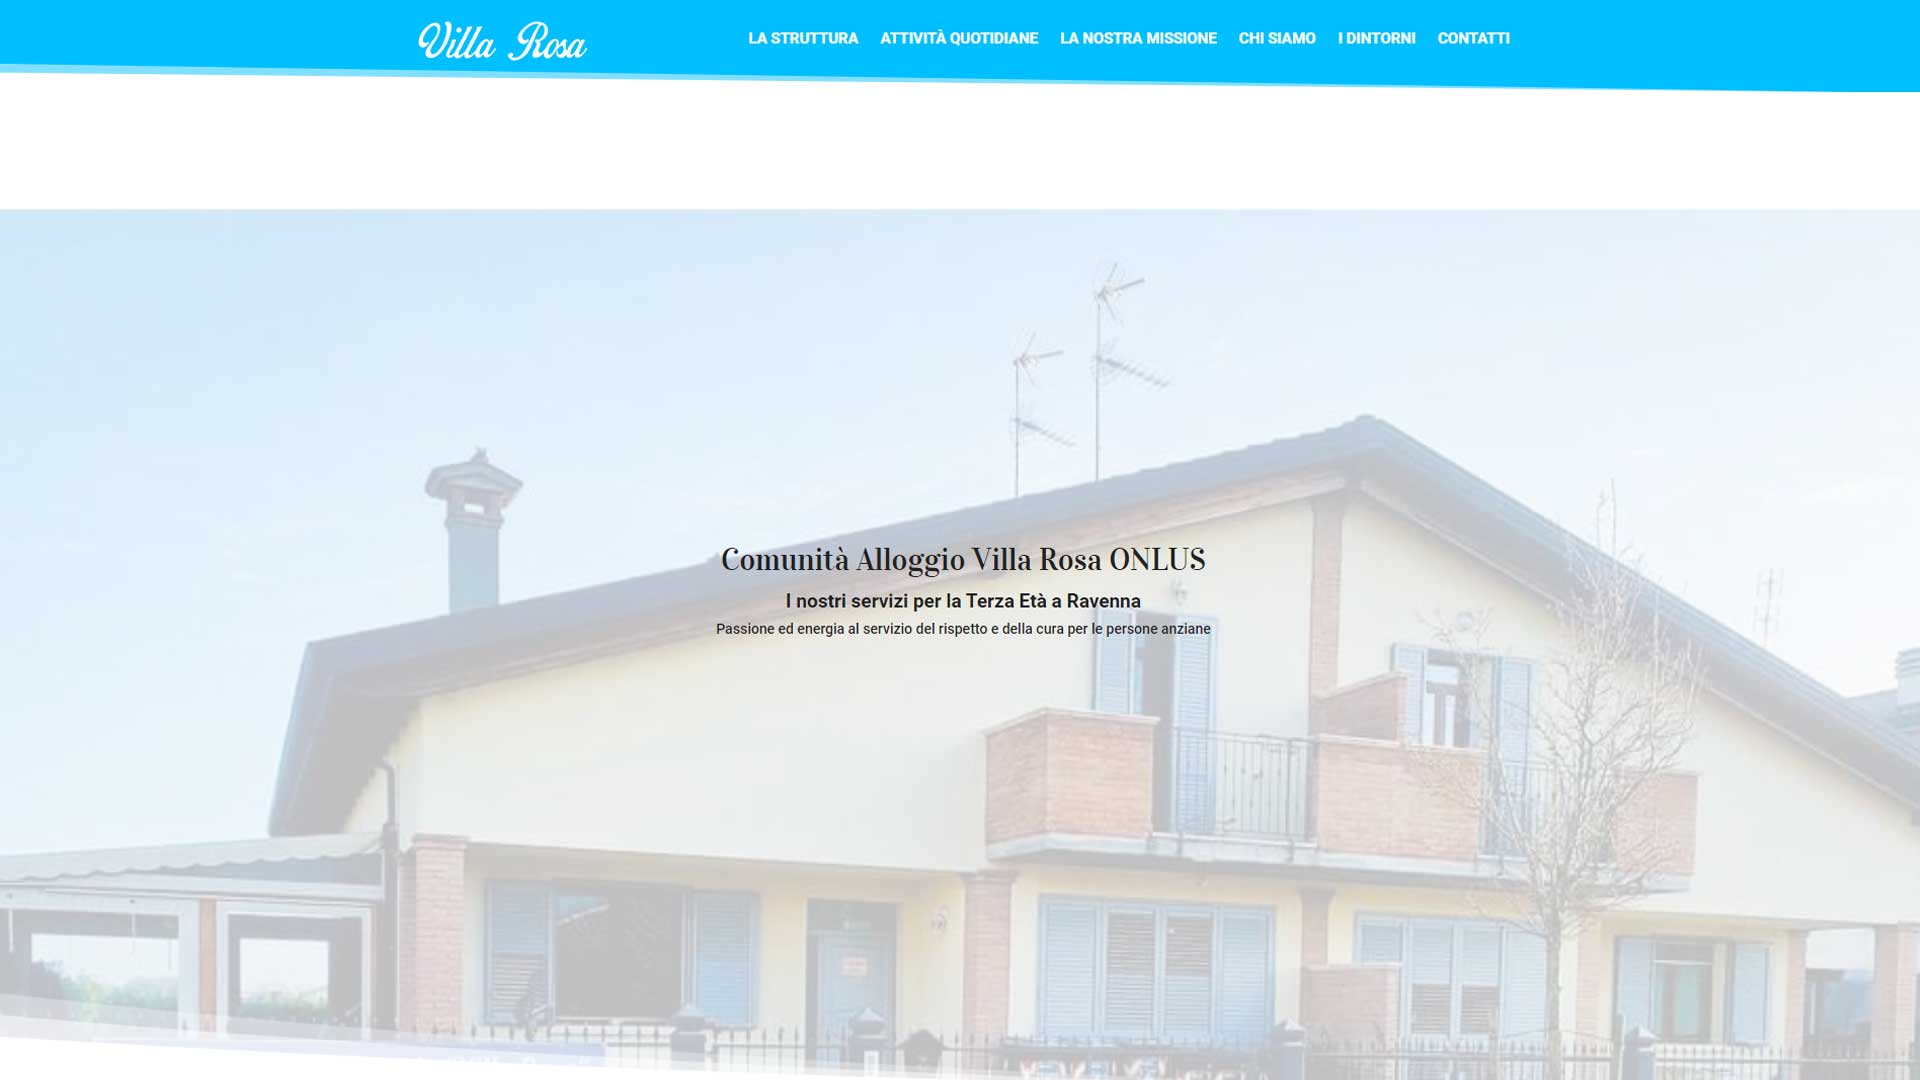 Villa Rosa
LA STRUTTURA ATTIVITÀ QUOTIDIANE LA NOSTRA MISSIONE CHI SIAMO I DINTORNI CONTATTI
Comunità Alloggio Villa Rosa ONLUS
I nostri servizi per la Terza Età a Ravenna
Passione ed energia al servizio del rispetto e della cura per le persone anziane